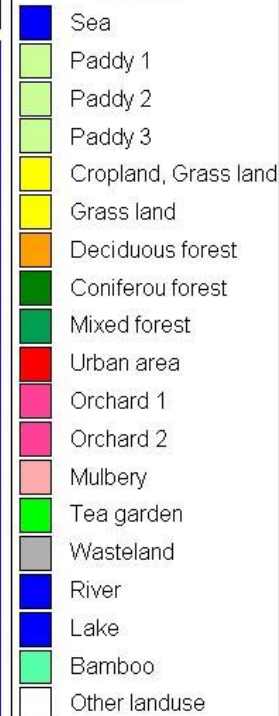 Sea
Paddy 1
Paddy 2
Paddy 3
Cropland, Grass land
Grass land
Deciduous forest
Coniferou forest
Mixed forest
Urban area
Orchard 1
Orchard 2
Mulbery
Tea garden
Wasteland
River
Lake
Bamboo
Other landuse